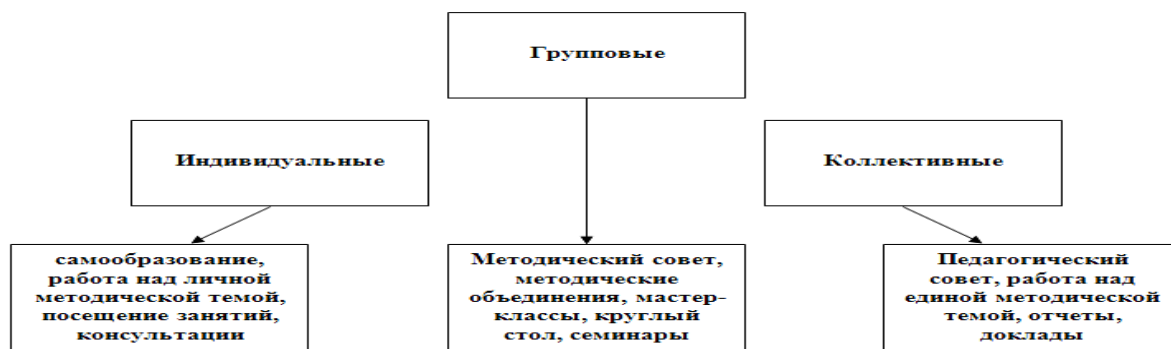 Групповые
Индивидуальные
Коллективные
самообразование,
работа над личной
методической темой,
посещение занятий,
консультации
Методический совет,
методические
объединения, мастер-
классы, круглый
стол, семинары
Педагогический
совет, работа над
единой методической
темой, отчеты,
доклады